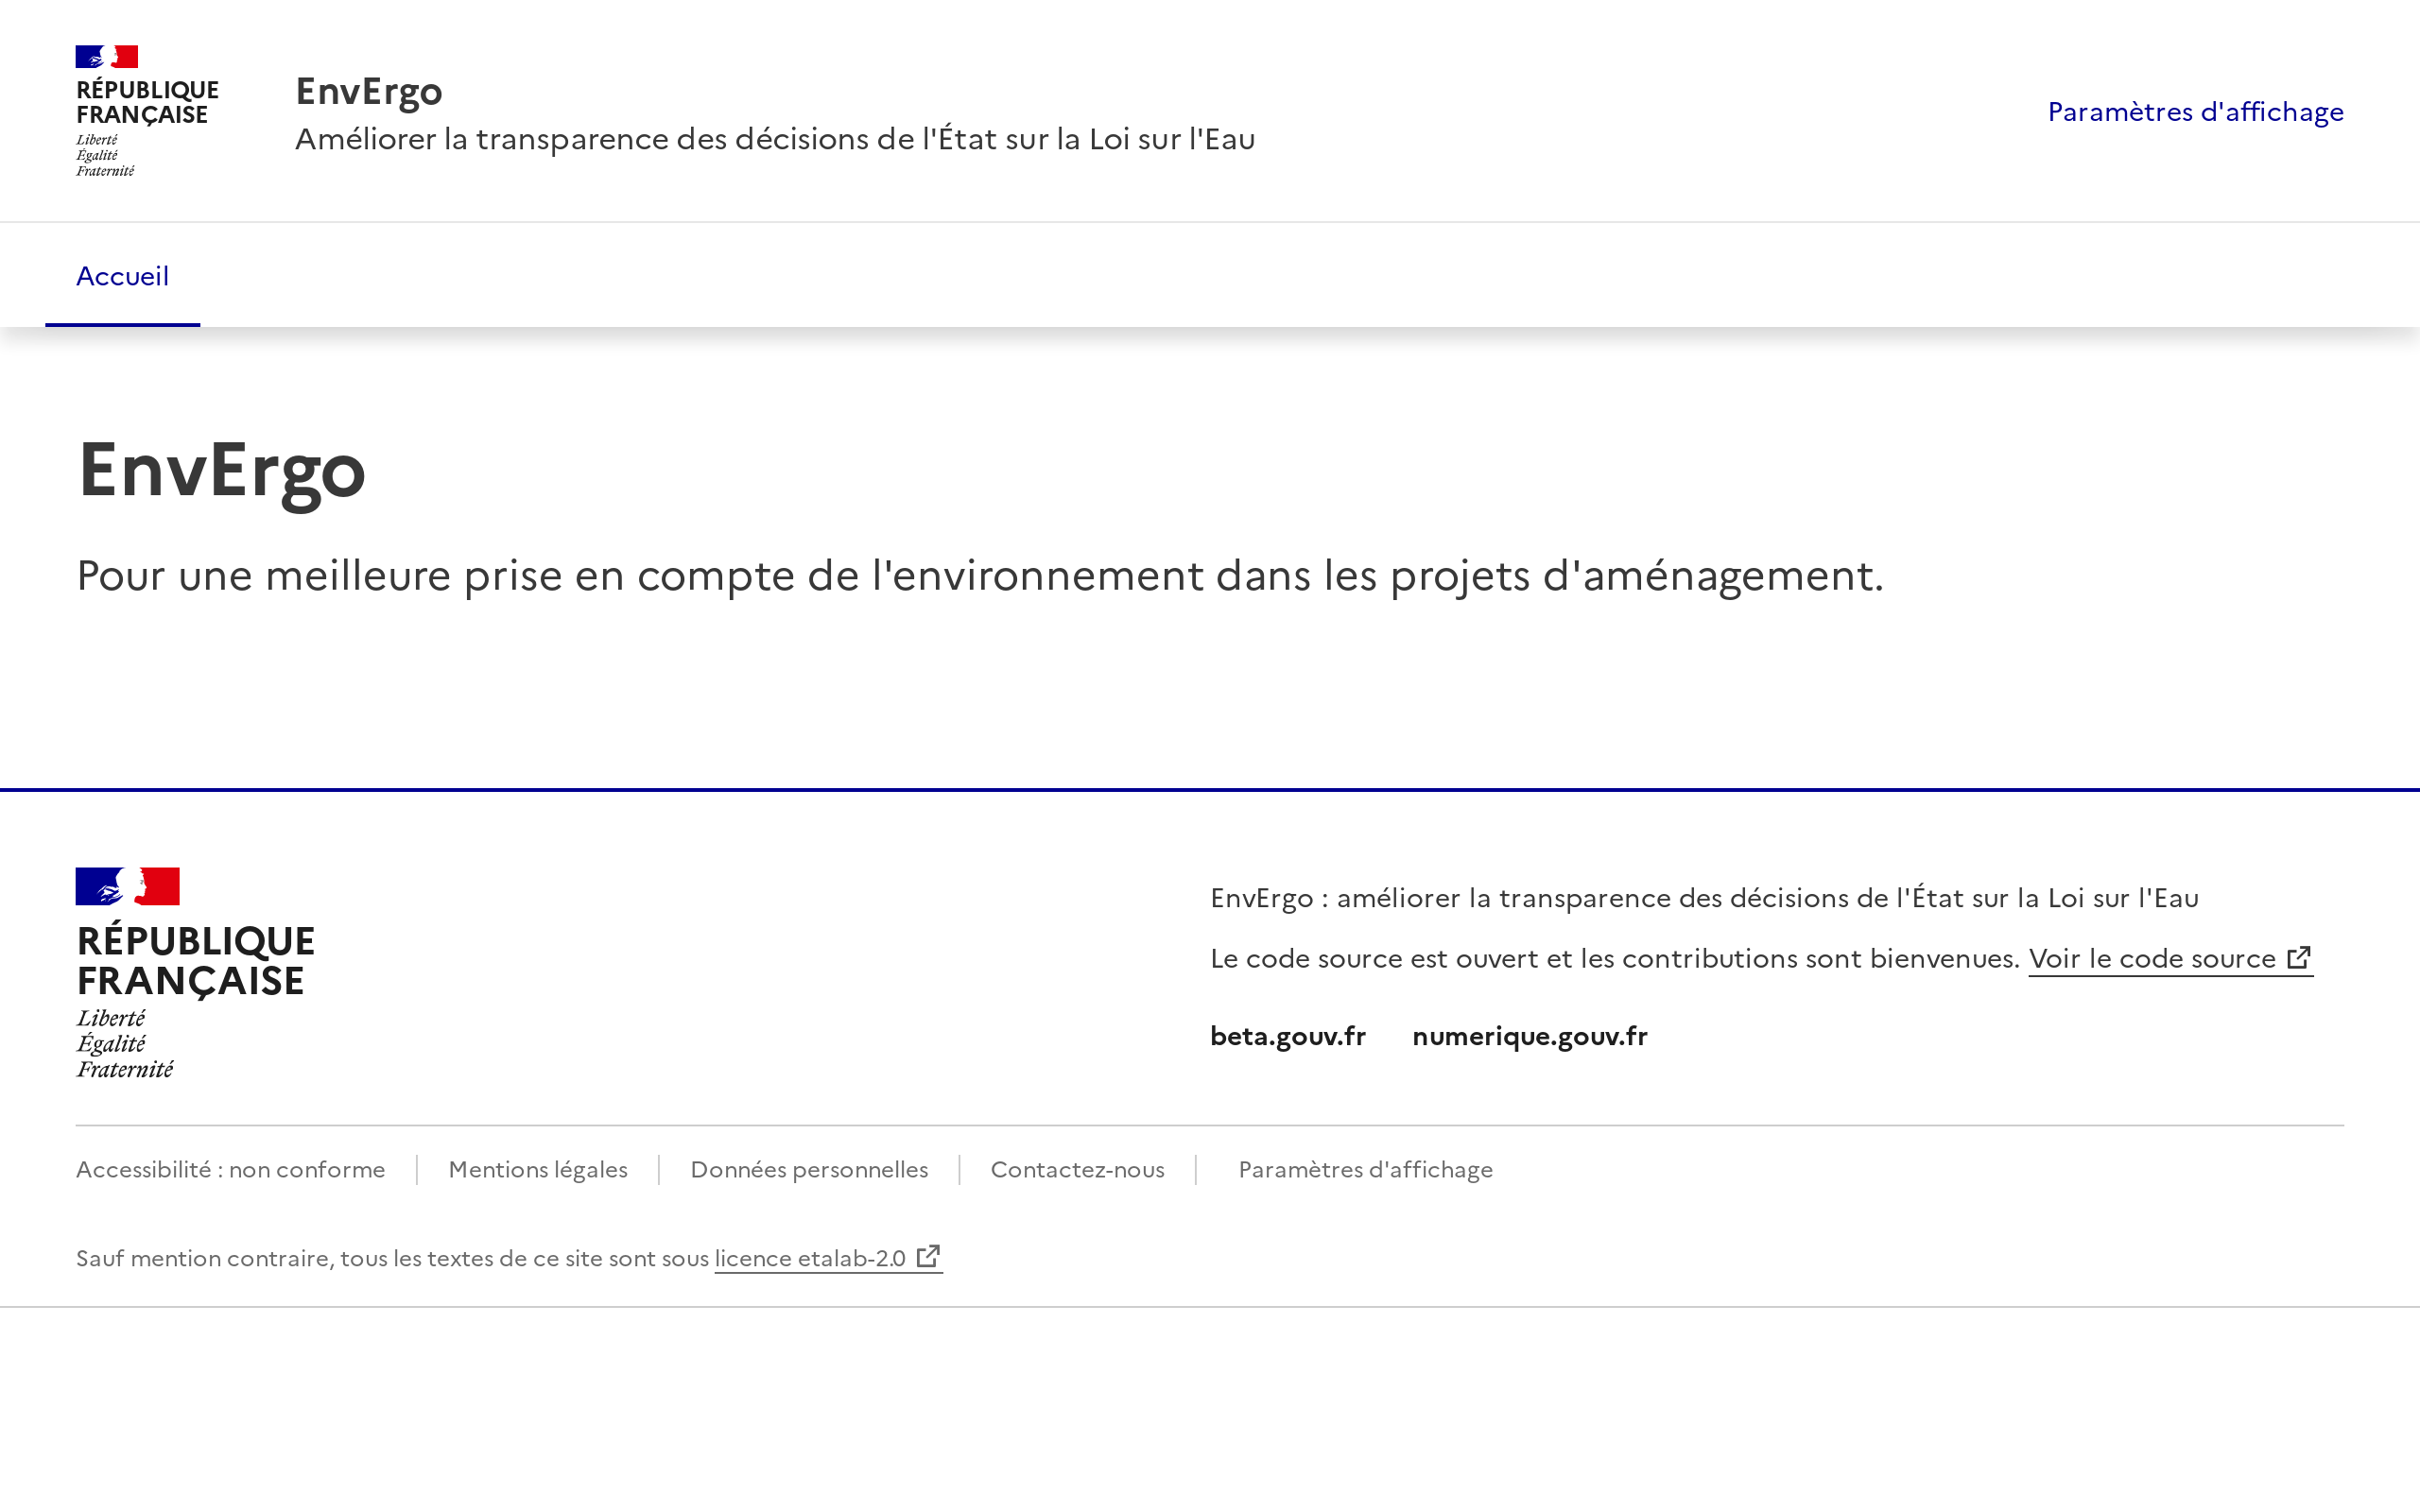 RÉPUBLIQUE
FRANÇAISE
Liberté
Égalité
Fraternité
EnvErgo
Améliorer la transparence des décisions de l'État sur la Loi sur l'Eau
Paramètres d'affichage
Accueil
EnvErgo
Pour une meilleure prise en compte de l'environnement dans les projets d'aménagement.
RÉPUBLIQUE
FRANÇAISE
Liberté
Égalité
Fraternité
EnvErgo : améliorer la transparence des décisions de l'État sur la Loi sur l'Eau
Le code source est ouvert et les contributions sont bienvenues. Voir le code source
beta.gouv.fr numerique.gouv.fr
Accessibilité : non conforme Mentions légales Données personnelles Contactez-nous Paramètres d'affichage
Sauf mention contraire, tous les textes de ce site sont sous licence etalab-2.0